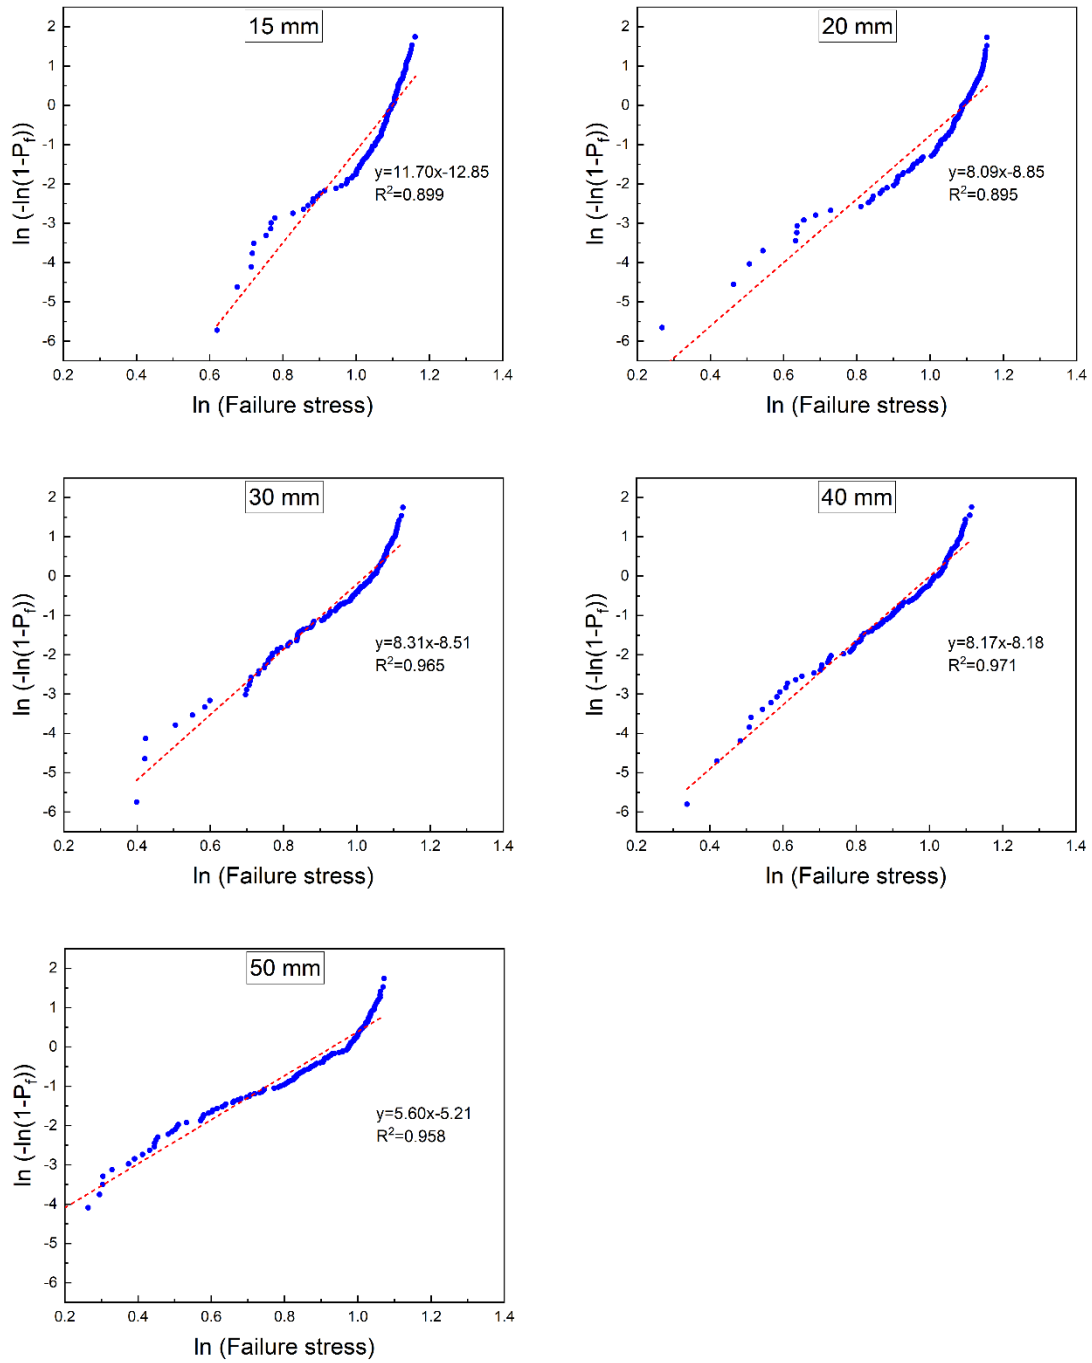 15 mm
2
1
0
-1
-2
-3
-4
-5
-6
ln (-ln(1-P_f))
y=11.70x-12.85
R²=0.899
0.2 0.4 0.6 0.8 1.0 1.2 1.4
ln (Failure stress)
20 mm
2
1
0
-1
-2
-3
-4
-5
-6
ln (-ln(1-P_f))
y=8.09x-8.85
R²=0.895
0.2 0.4 0.6 0.8 1.0 1.2 1.4
ln (Failure stress)
30 mm
2
1
0
-1
-2
-3
-4
-5
-6
ln (-ln(1-P_f))
y=8.31x-8.51
R²=0.965
0.2 0.4 0.6 0.8 1.0 1.2 1.4
ln (Failure stress)
40 mm
2
1
0
-1
-2
-3
-4
-5
-6
ln (-ln(1-P_f))
y=8.17x-8.18
R²=0.971
0.2 0.4 0.6 0.8 1.0 1.2 1.4
ln (Failure stress)
50 mm
2
1
0
-1
-2
-3
-4
-5
-6
ln (-ln(1-P_f))
y=5.60x-5.21
R²=0.958
0.2 0.4 0.6 0.8 1.0 1.2 1.4
ln (Failure stress)